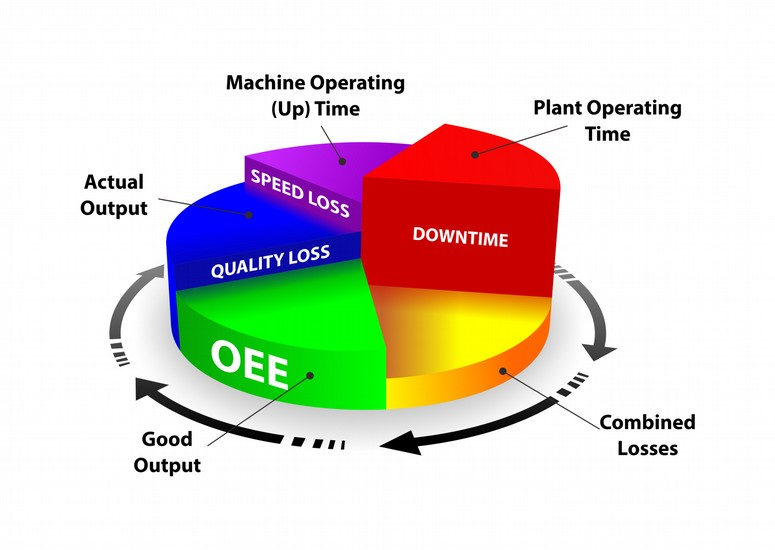 Machine Operating
(Up) Time
Plant Operating
Time
Actual
Output
SPEED LOSS
DOWNTIME
QUALITY LOSS
OEE
Good
Output
Combined
Losses